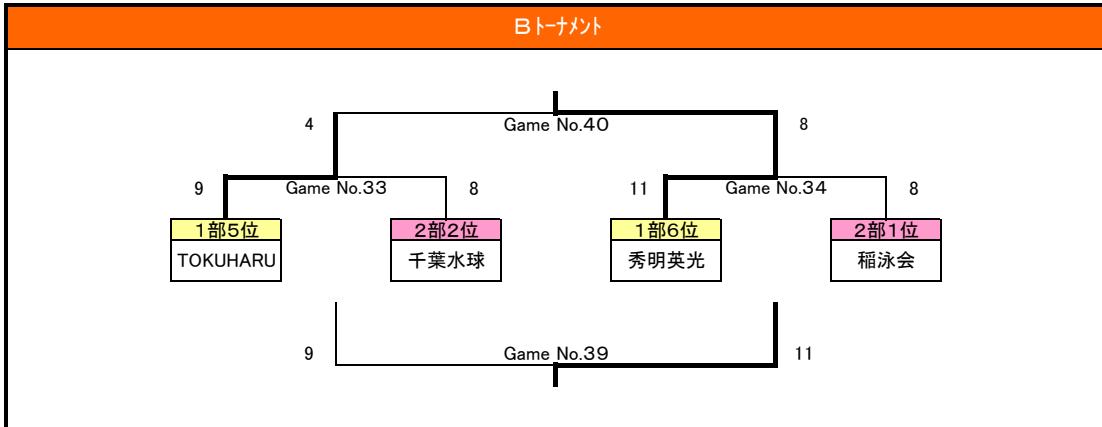 Ｂﾄｰﾅﾒﾝﾄ
4 Game No.40 8
9 Game No.33 8 11 Game No.34 8
１部５位 ２部２位 １部６位 ２部１位
TOKUHARU 千葉水球 秀明英光 稲泳会
9 Game No.39 11